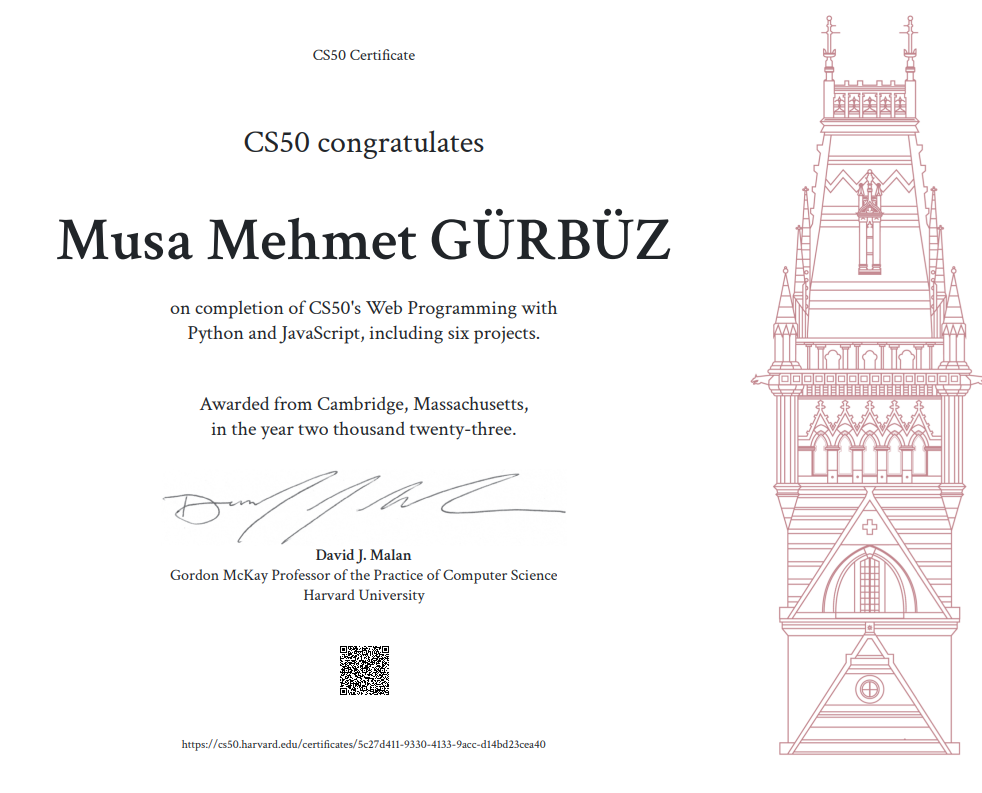 CS50 Certificate
CS50 congratulates
Musa Mehmet GÜRBÜZ
on completion of CS50's Web Programming with
Python and JavaScript, including six projects.
Awarded from Cambridge, Massachusetts,
in the year two thousand twenty-three.
David J. Malan
Gordon McKay Professor of the Practice of Computer Science
Harvard University
https://cs50.harvard.edu/certificates/5c27d411-9330-4133-9acc-d14bd23cea40